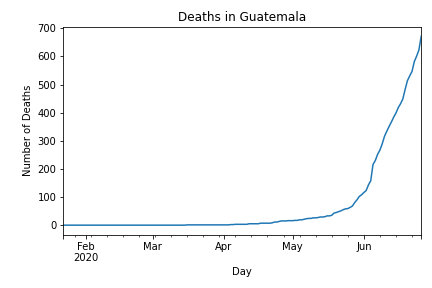 Deaths in Guatemala
700
600
500
400
300
200
100
0
Number of Deaths
Feb
2020
Mar
Apr
May
Jun
Day